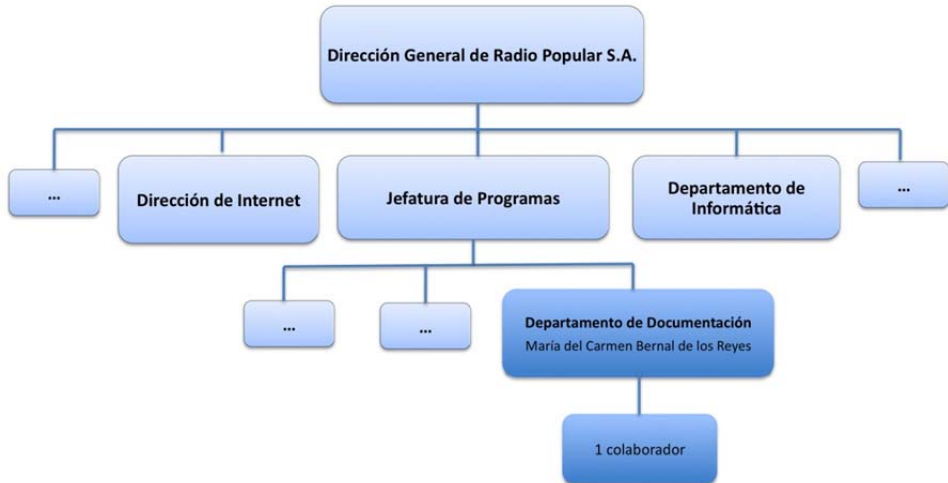 Dirección General de Radio Popular S.A.
...
Dirección de Internet
Jefatura de Programas
Departamento de
Informática
...
...
...
Departamento de Documentación
María del Carmen Bernal de los Reyes
1 colaborador